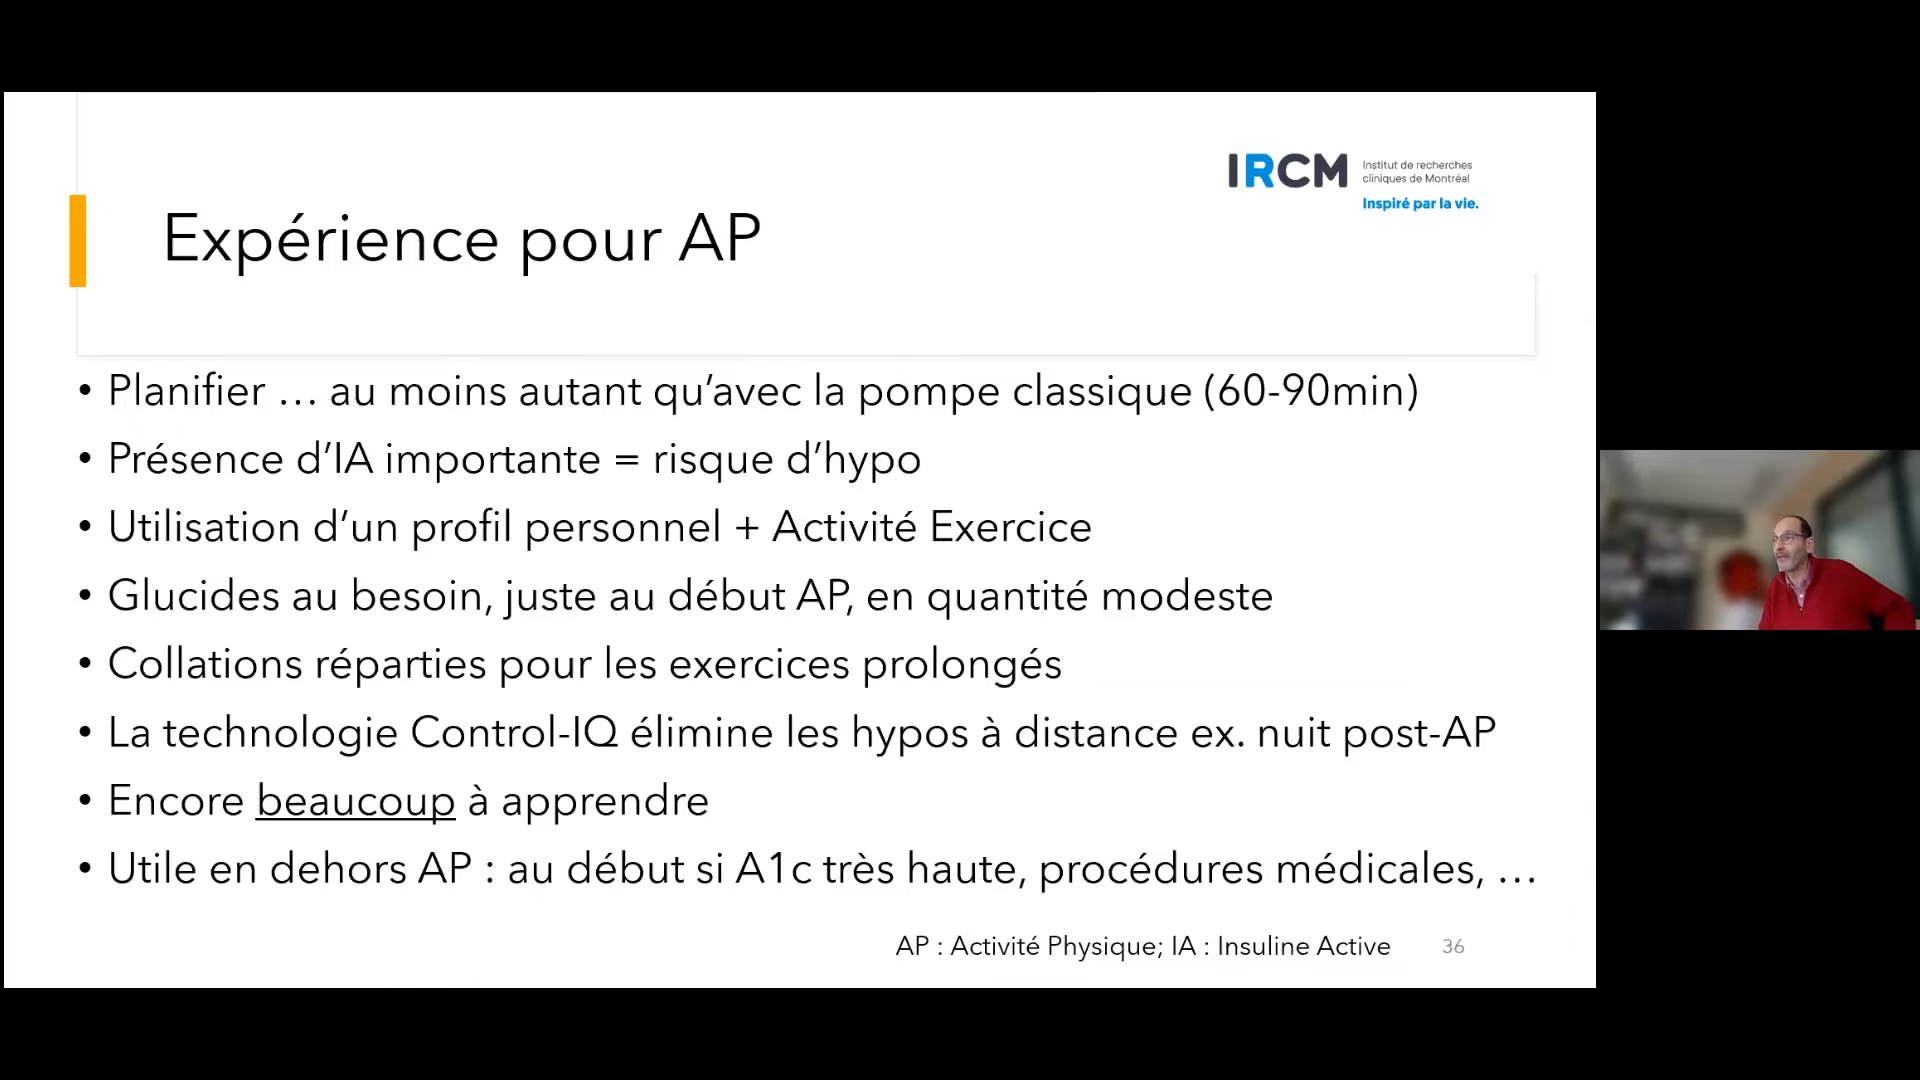 IRCM
Institut de recherches
cliniques de Montréal
Inspiré par la vie.
Expérience pour AP
• Planifier … au moins autant qu’avec la pompe classique (60-90min)
• Présence d’IA importante = risque d’hypo
• Utilisation d’un profil personnel + Activité Exercice
• Glucides au besoin, juste au début AP, en quantité modeste
• Collations réparties pour les exercices prolongés
• La technologie Control-IQ élimine les hypos à distance ex. nuit post-AP
• Encore beaucoup à apprendre
• Utile en dehors AP : au début si A1c très haute, procédures médicales, …
AP : Activité Physique; IA : Insuline Active
36